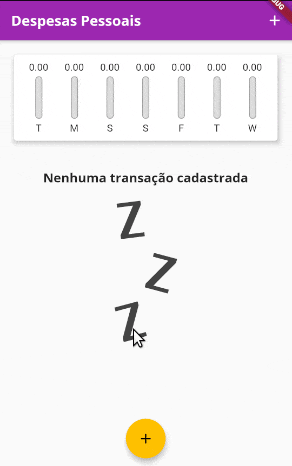 Despesas Pessoais +
0.00 0.00 0.00 0.00 0.00 0.00 0.00
T M S S F T W
Nenhuma transação cadastrada
Z
Z
Z
+